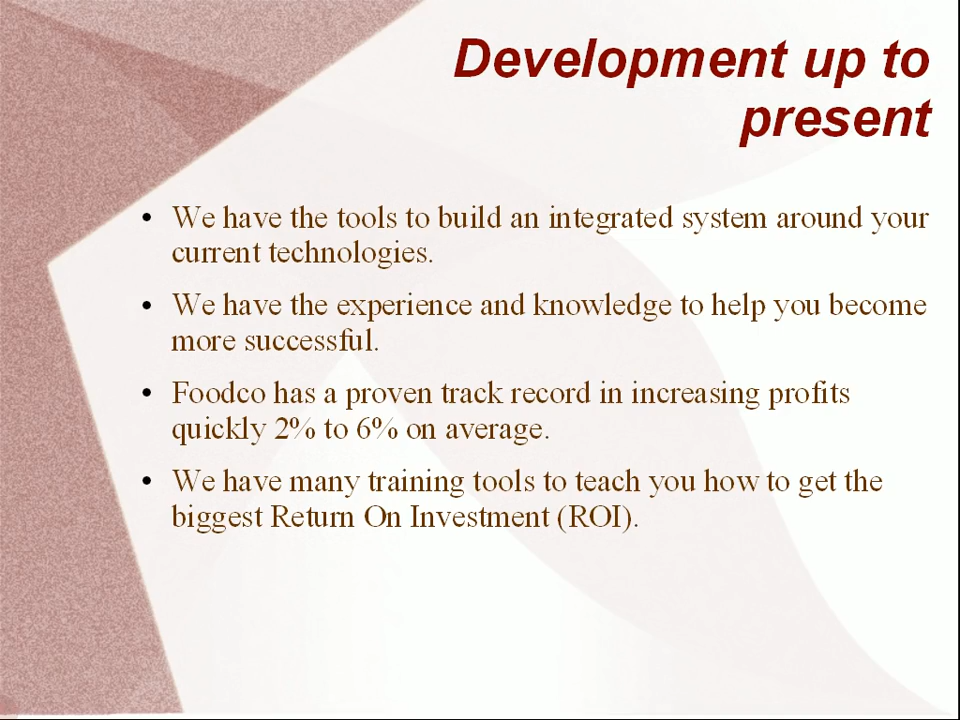 Development up to
present
• We have the tools to build an integrated system around your
current technologies.
• We have the experience and knowledge to help you become
more successful.
• Foodco has a proven track record in increasing profits
quickly 2% to 6% on average.
• We have many training tools to teach you how to get the
biggest Return On Investment (ROI).